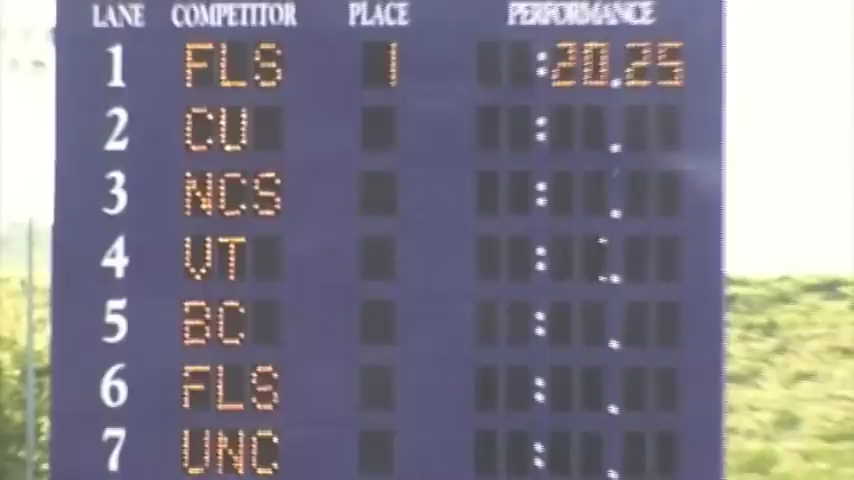 LANE COMPETITOR PLACE PERFORMANCE
1 FLS 1 :20.25
2 CU : .
3 NCS : .
4 VT : .
5 BC : .
6 FLS : .
7 UNC : .